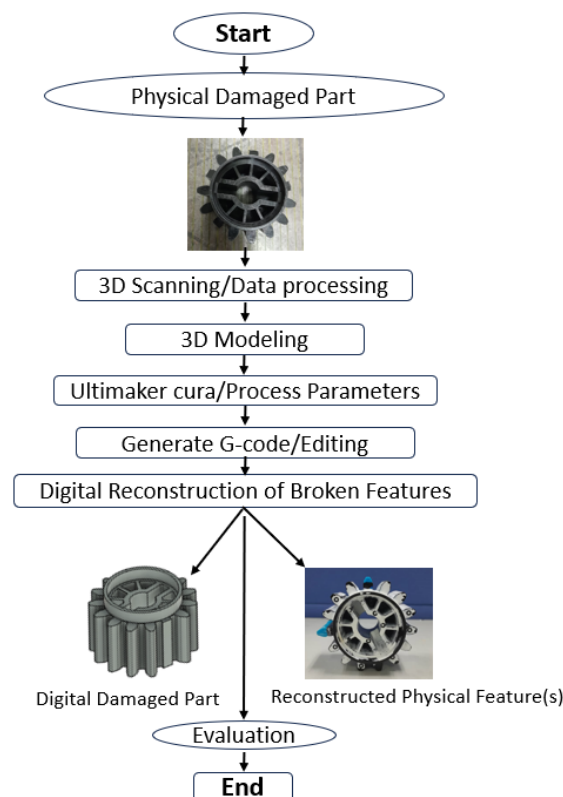 Start
Physical Damaged Part
3D Scanning/Data processing
3D Modeling
Ultimaker cura/Process Parameters
Generate G-code/Editing
Digital Reconstruction of Broken Features
Digital Damaged Part
Reconstructed Physical Feature(s)
Evaluation
End